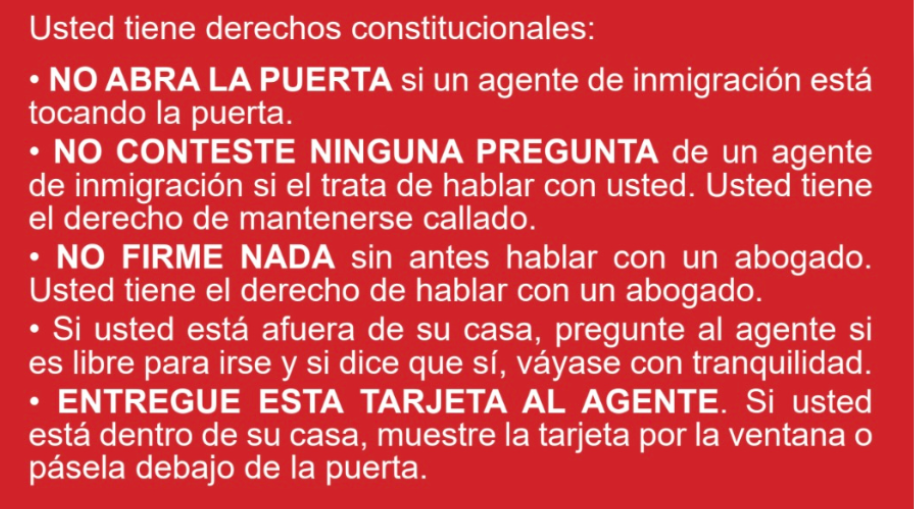 Usted tiene derechos constitucionales:
• NO ABRA LA PUERTA si un agente de inmigración está
tocando la puerta.
• NO CONTESTE NINGUNA PREGUNTA de un agente
de inmigración si el trata de hablar con usted. Usted tiene
el derecho de mantenerse callado.
• NO FIRME NADA sin antes hablar con un abogado.
Usted tiene el derecho de hablar con un abogado.
• Si usted está afuera de su casa, pregunte al agente si
es libre para irse y si dice que sí, váyase con tranquilidad.
• ENTREGUE ESTA TARJETA AL AGENTE. Si usted
está dentro de su casa, muestre la tarjeta por la ventana o
pásela debajo de la puerta.